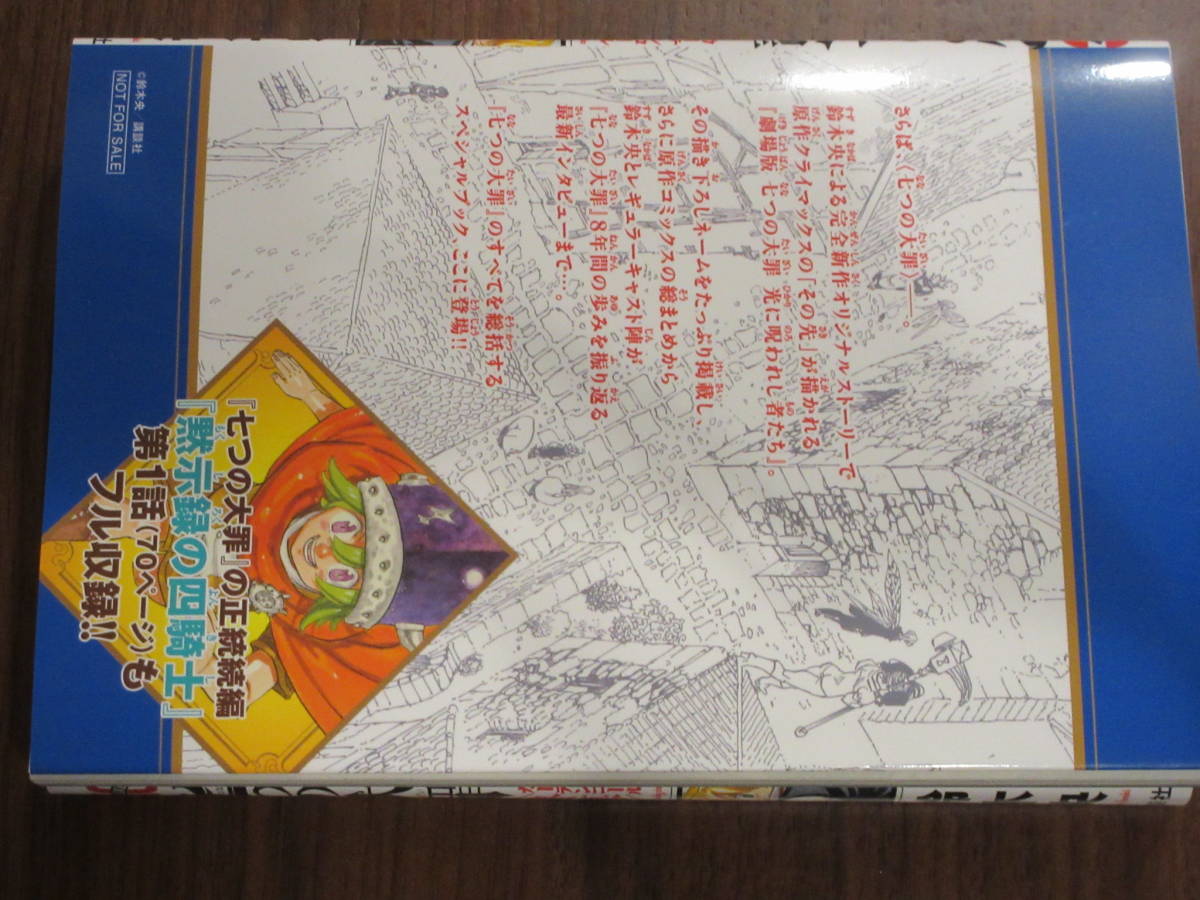 さらば、〈七つの大罪〉——。
鈴木央による完全新作オリジナルストーリーで
原作クライマックスの「その先」が描かれる
『劇場版 七つの大罪 光に呪われし者たち』。
その描き下ろしネームをたっぷり掲載し、
さらに原作コミックスの総まとめから
鈴木央とレギュラーキャスト陣が
『七つの大罪』8年間の歩みを振り返る
最新インタビューまで…。
『七つの大罪』のすべてを総括する
スペシャルブック、ここに登場!!
『七つの大罪』の正統続編
『黙示録の四騎士』
第1話(70ページ)も
フル収録!!
©鈴木央 講談社
NOT FOR SALE